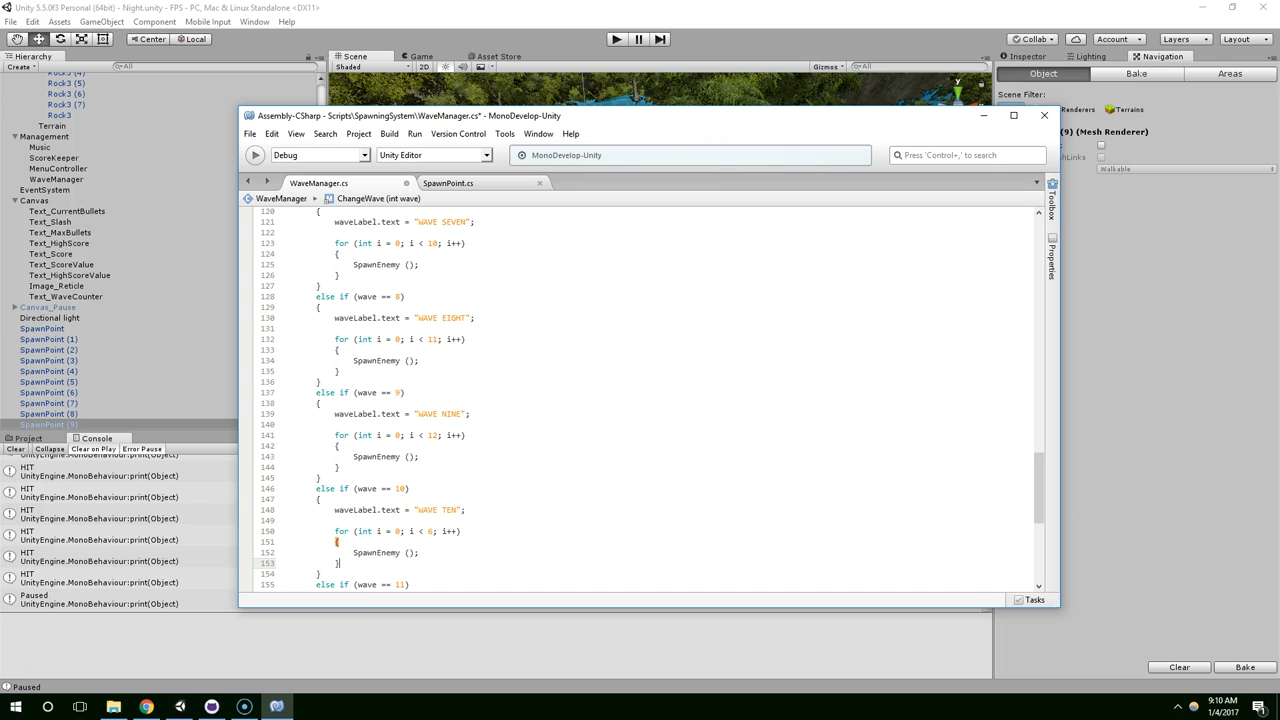 Unity 5.5.0f3 Personal (64bit) - Night.unity - FPS - PC, Mac & Linux Standalone <DX11>
File Edit Assets GameObject Component Mobile Input Window Help
Center Local Collab Account Layers Layout
Hierarchy Scene Game Asset Store Inspector Lighting Navigation
Create All Shaded 2D Gizmos All Object Bake Areas
Rock3 (4)
Rock3 (5)
Rock3 (6)
Rock3 (7)
Rock3
Terrain
Management
Music
ScoreKeeper
MenuController
WaveManager
EventSystem
Canvas
Text_CurrentBullets
Text_Slash
Text_MaxBullets
Text_HighScore
Text_Score
Text_ScoreValue
Text_HighScoreValue
Image_Reticle
Text_WaveCounter
Canvas_Pause
Directional light
SpawnPoint
SpawnPoint (1)
SpawnPoint (2)
SpawnPoint (3)
SpawnPoint (4)
SpawnPoint (5)
SpawnPoint (6)
SpawnPoint (7)
SpawnPoint (8)
SpawnPoint (9)
Project Console
Clear Collapse Clear on Play Error Pause
UnityEngine.MonoBehaviour:print(Object)
HIT
UnityEngine.MonoBehaviour:print(Object)
HIT
UnityEngine.MonoBehaviour:print(Object)
HIT
UnityEngine.MonoBehaviour:print(Object)
HIT
UnityEngine.MonoBehaviour:print(Object)
HIT
UnityEngine.MonoBehaviour:print(Object)
HIT
UnityEngine.MonoBehaviour:print(Object)
Paused
UnityEngine.MonoBehaviour:print(Object)
Paused
y
Assembly-CSharp - Scripts\SpawningSystem\WaveManager.cs* - MonoDevelop-Unity
File Edit View Search Project Build Run Version Control Tools Window Help
Debug Unity Editor MonoDevelop-Unity Press 'Control+,' to search
WaveManager.cs SpawnPoint.cs
WaveManager ChangeWave (int wave)
Toolbox
Properties
120 {
121 waveLabel.text = "WAVE SEVEN";
122
123 for (int i = 0; i < 10; i++)
124 {
125 SpawnEnemy ();
126 }
127 }
128 else if (wave == 8)
129 {
130 waveLabel.text = "WAVE EIGHT";
131
132 for (int i = 0; i < 11; i++)
133 {
134 SpawnEnemy ();
135 }
136 }
137 else if (wave == 9)
138 {
139 waveLabel.text = "WAVE NINE";
140
141 for (int i = 0; i < 12; i++)
142 {
143 SpawnEnemy ();
144 }
145 }
146 else if (wave == 10)
147 {
148 waveLabel.text = "WAVE TEN";
149
150 for (int i = 0; i < 6; i++)
151 {
152 SpawnEnemy ();
153 }
154 }
155 else if (wave == 11)
Tasks
Scene Filter:
Renderers Terrains
(9) (Mesh Renderer)
Walkable
Clear Bake
9:10 AM
1/4/2017